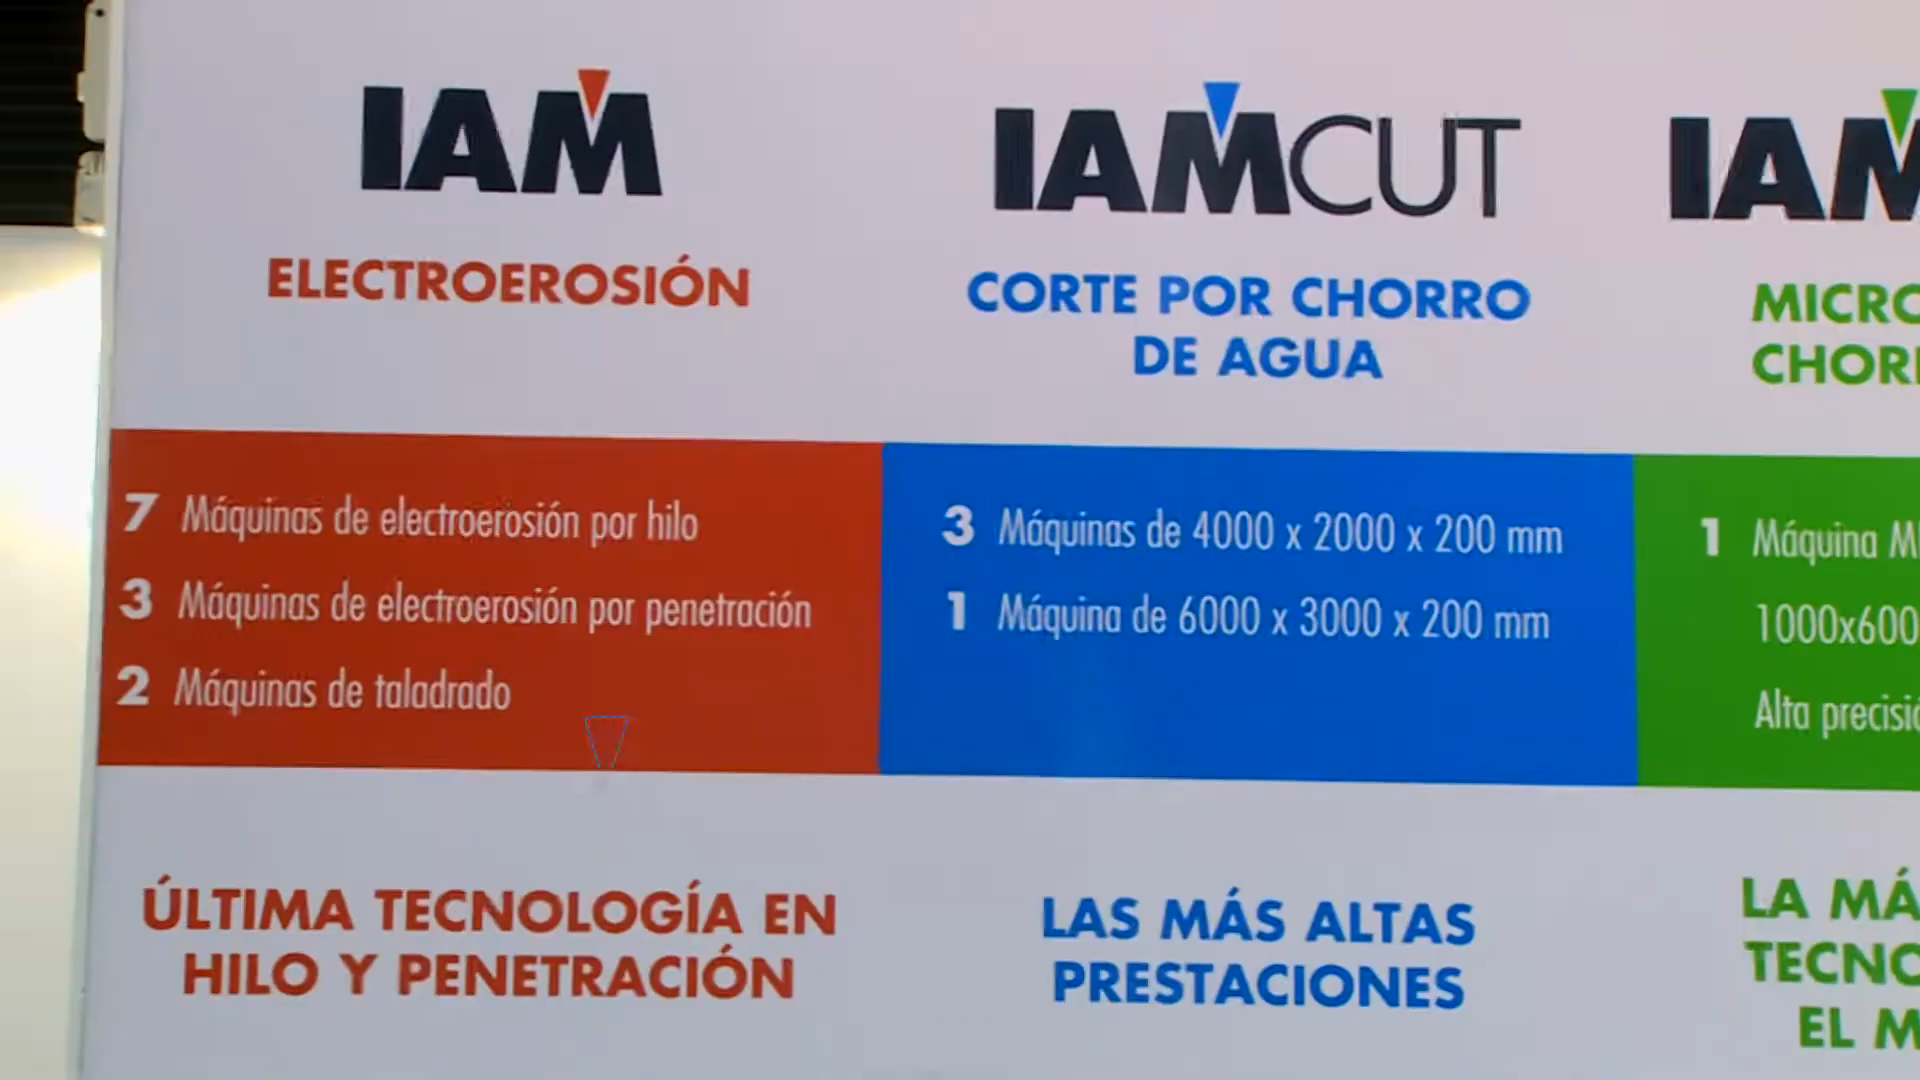 IAM
ELECTROEROSIÓN
7 Máquinas de electroerosión por hilo
3 Máquinas de electroerosión por penetración
2 Máquinas de taladrado
ÚLTIMA TECNOLOGÍA EN
HILO Y PENETRACIÓN
IAMCUT
CORTE POR CHORRO
DE AGUA
3 Máquinas de 4000 x 2000 x 200 mm
1 Máquina de 6000 x 3000 x 200 mm
LAS MÁS ALTAS
PRESTACIONES
IAM
MICRO
CHOR
1 Máquina M
1000x600
Alta precisió
LA MÁ
TECNO
EL M